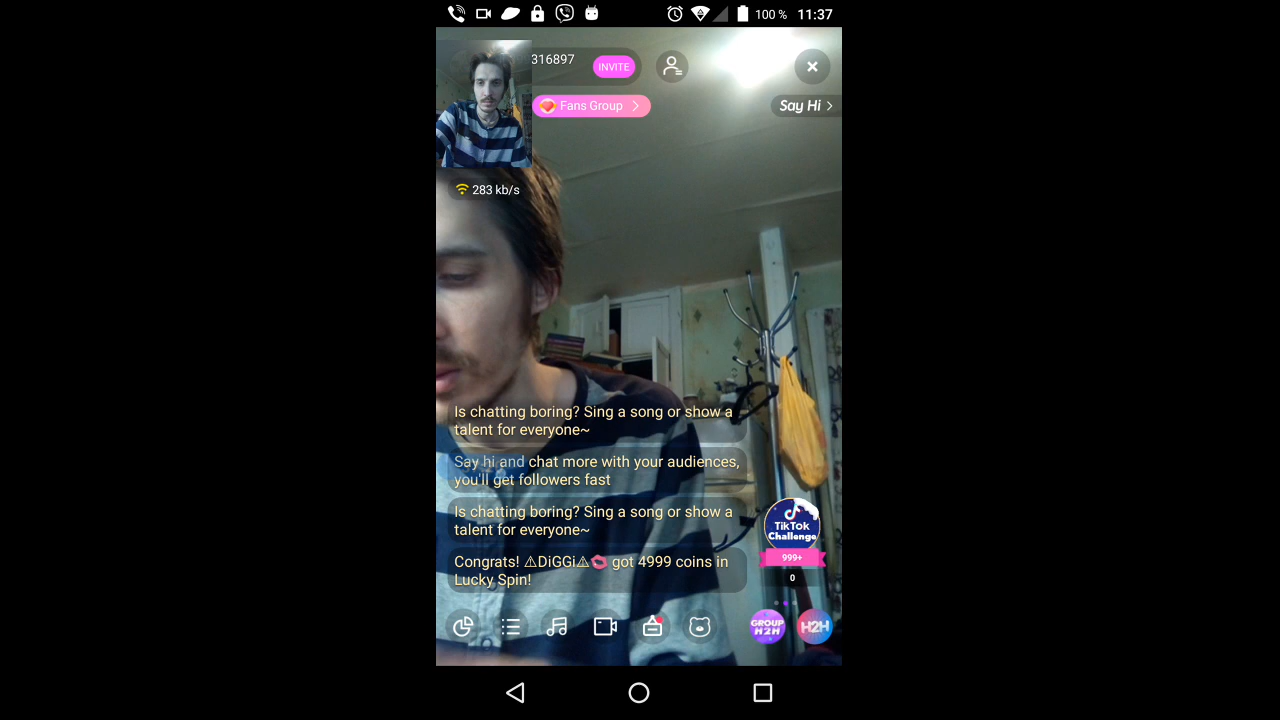 100 % 11:37
316897
INVITE
Fans Group
Say Hi
283 kb/s
Is chatting boring? Sing a song or show a
talent for everyone~
Say hi and chat more with your audiences,
you'll get followers fast
Is chatting boring? Sing a song or show a
talent for everyone~
Congrats! ⚠DiGGi⚠💋 got 4999 coins in
Lucky Spin!
TikTok
Challenge
999+
0
GROUP
H2H
H2H